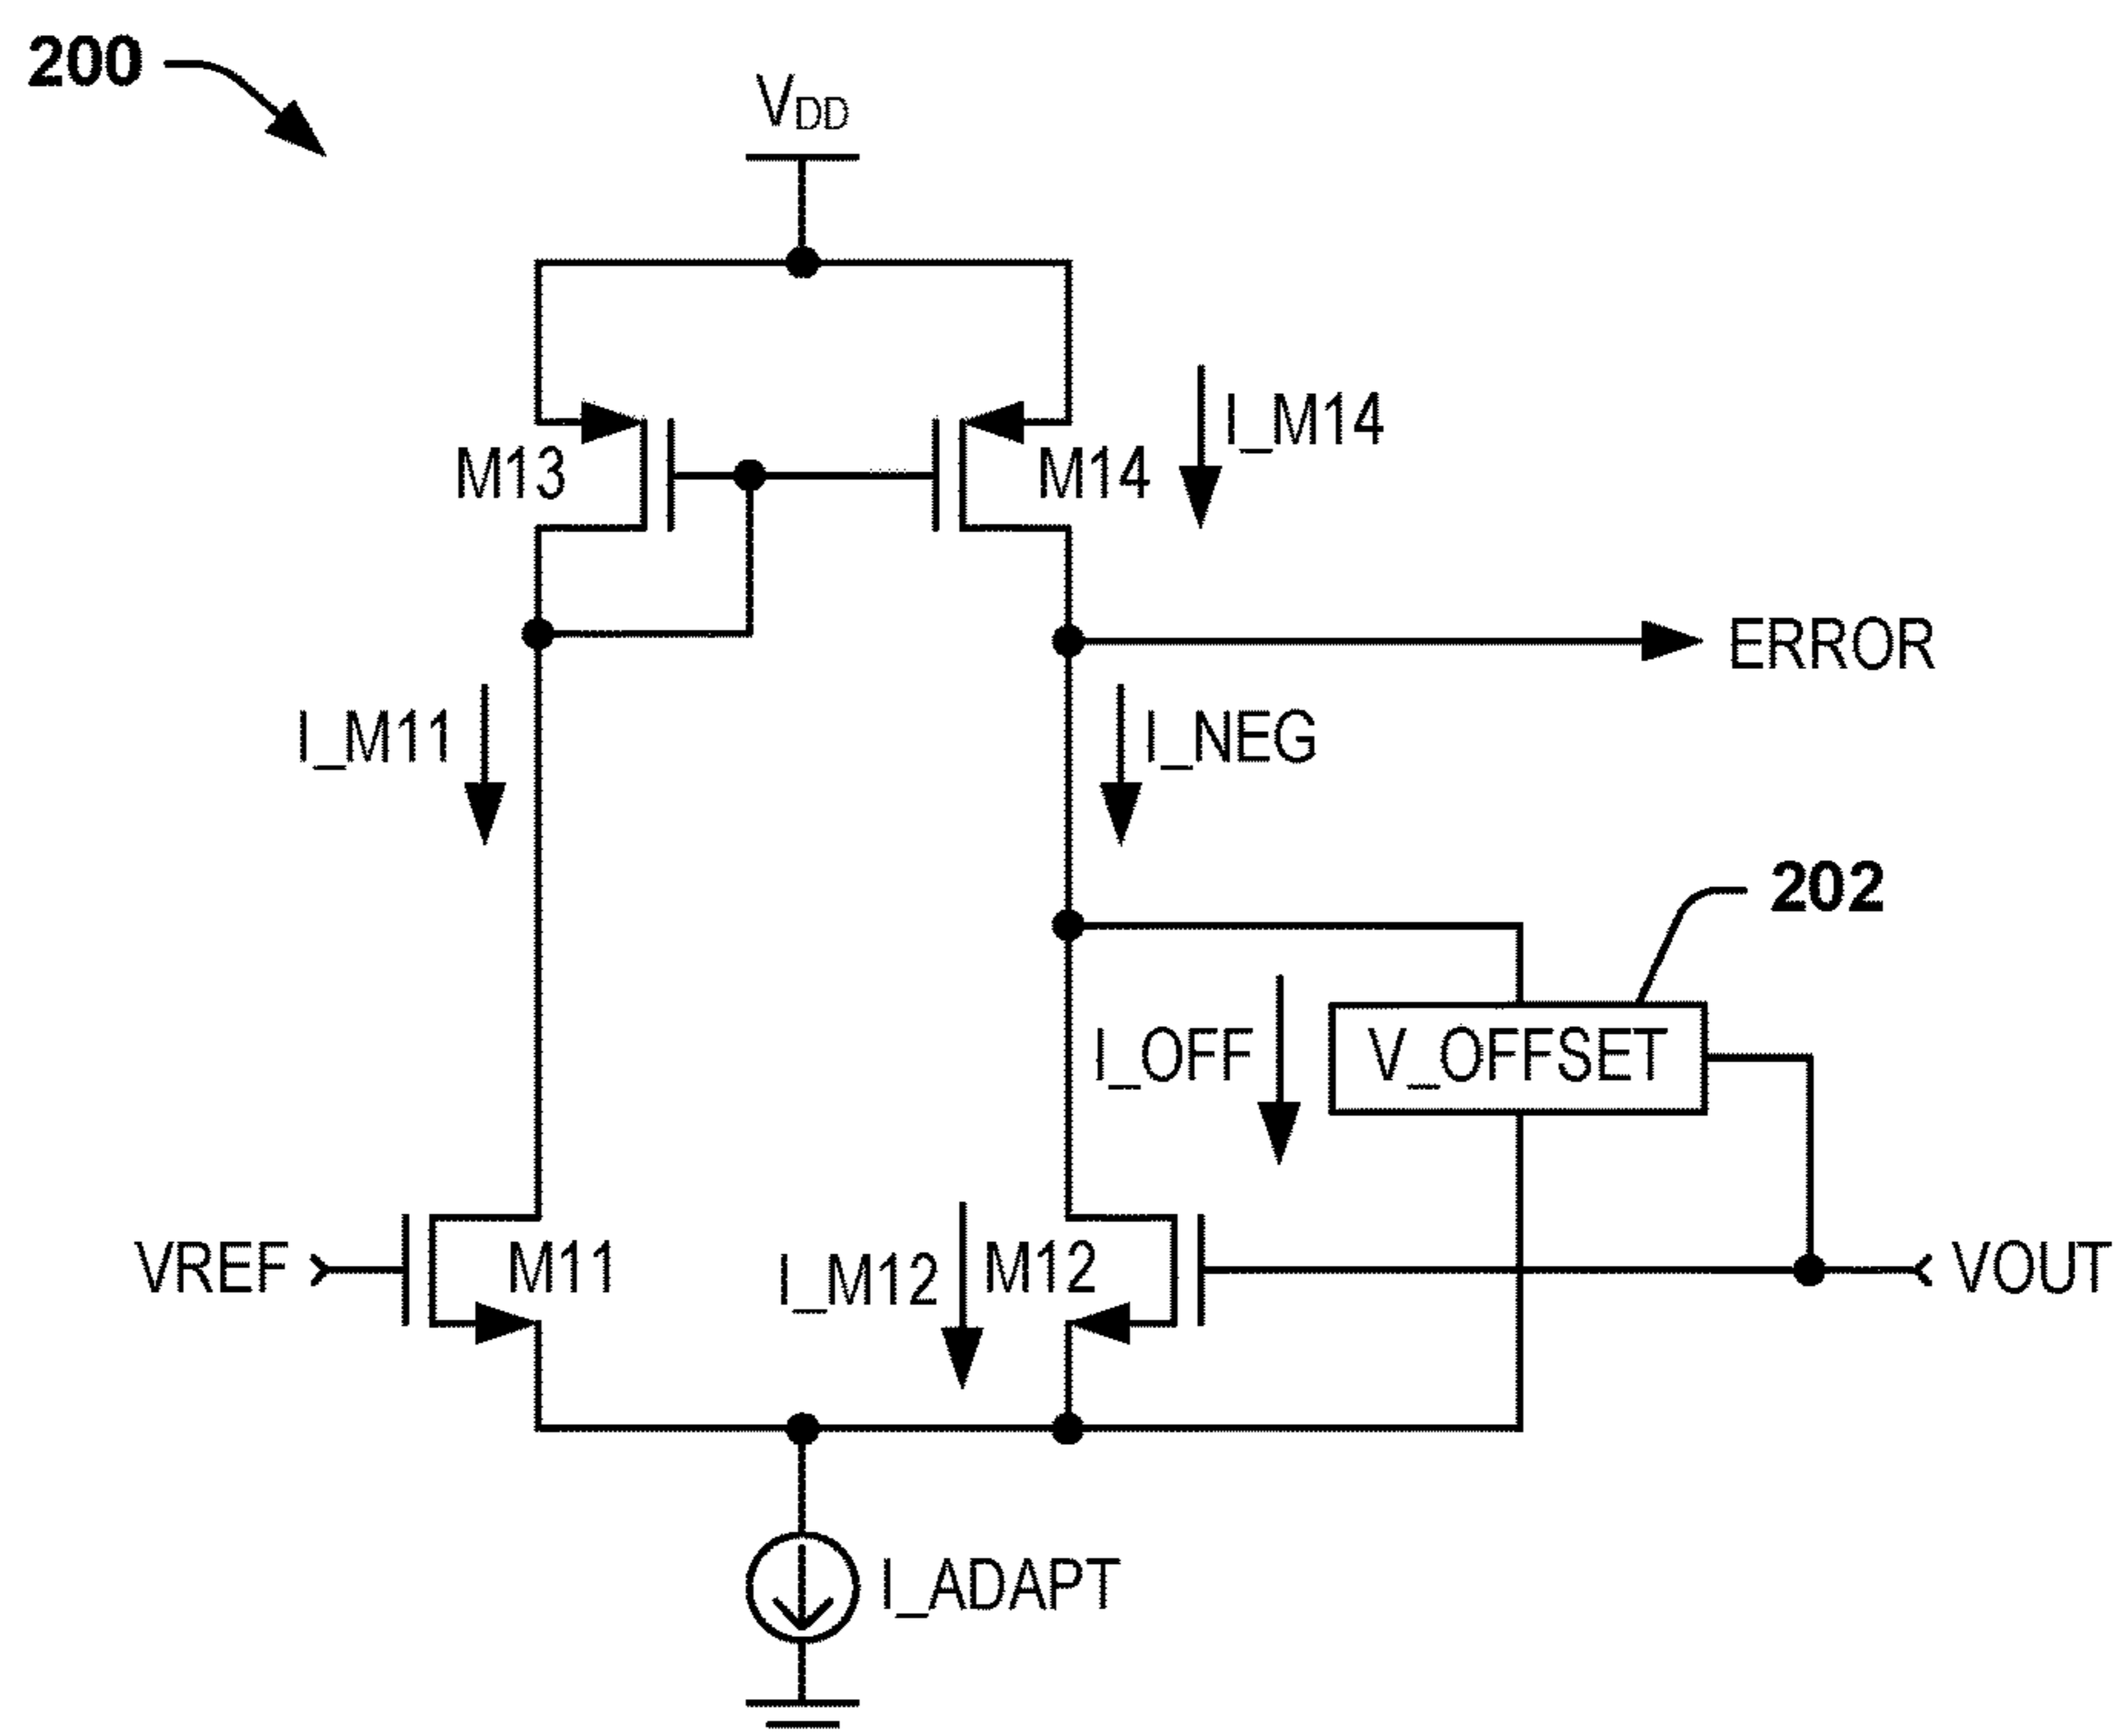 200
VDD
M13
M14
I_M14
ERROR
I_M11
I_NEG
202
I_OFF
V_OFFSET
VREF
M11
I_M12
M12
VOUT
I_ADAPT